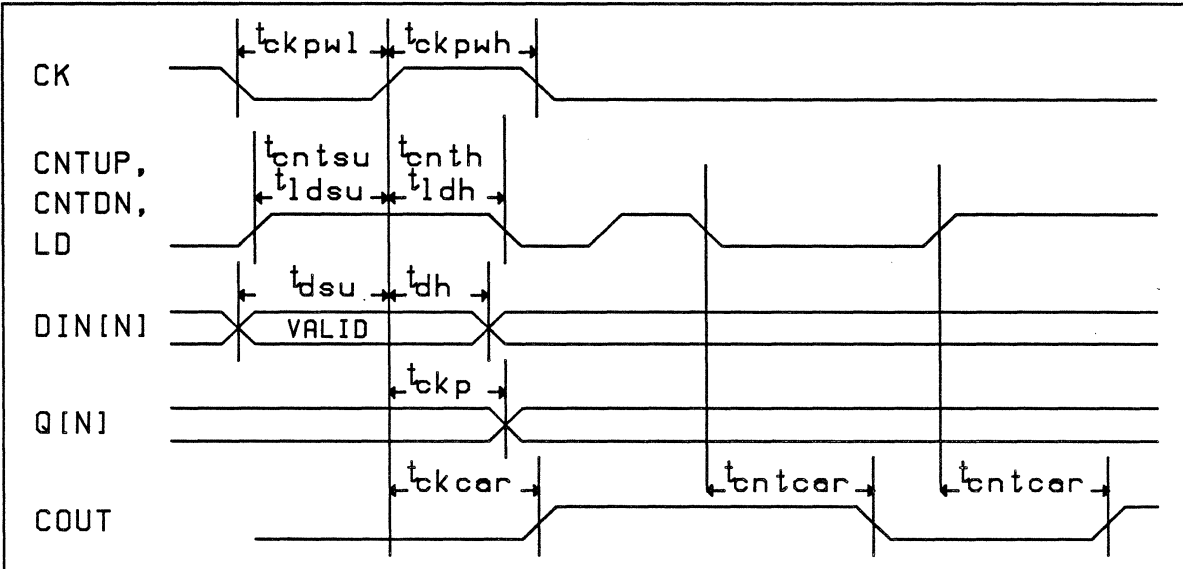 tckpwl tckpwh
CK
tcntsu tcnth
CNTUP,
tldsu tldh
CNTDN,
LD
tdsu tdh
DIN[N] VALID
tckp
Q[N]
tckcar tcntcar tcntcar
COUT